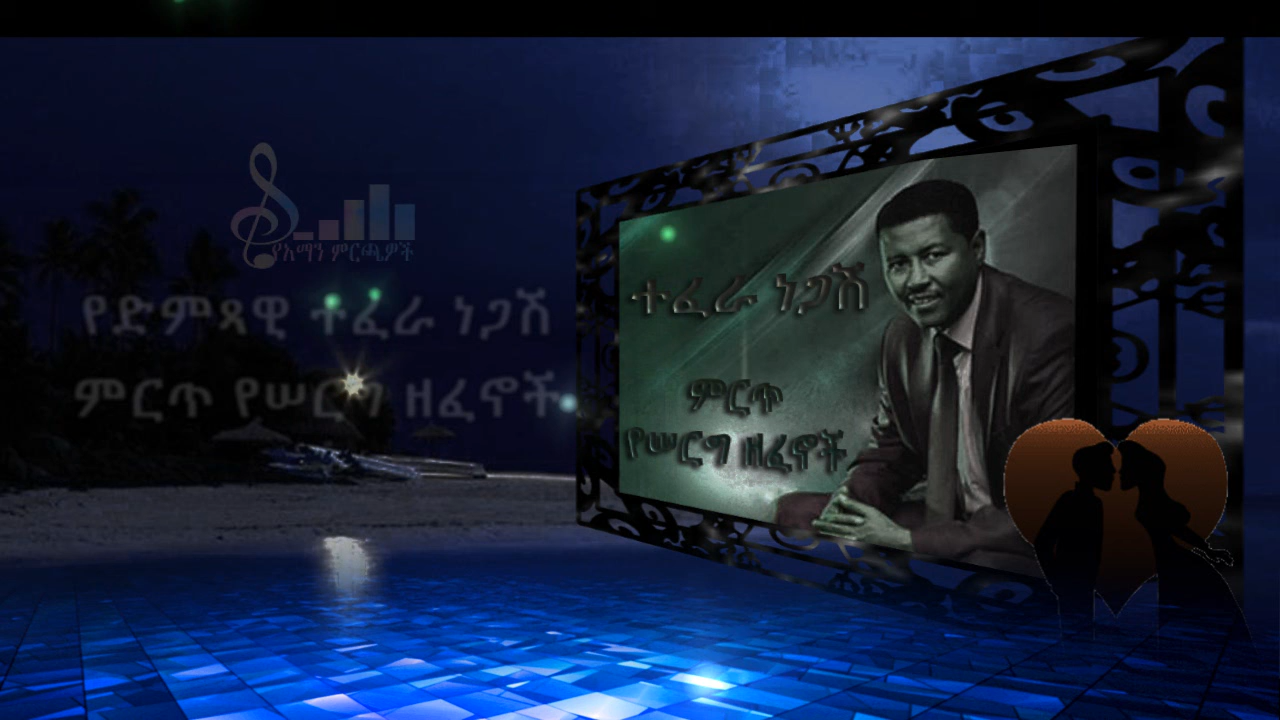 የአማን ምርጫዎች
የድምጻዊ ተፈራ ነጋሽ
ምርጥ የሠርግ ዘፈኖች
ተፈራ ነጋሽ
ምርጥ
የሠርግ ዘፈኖች